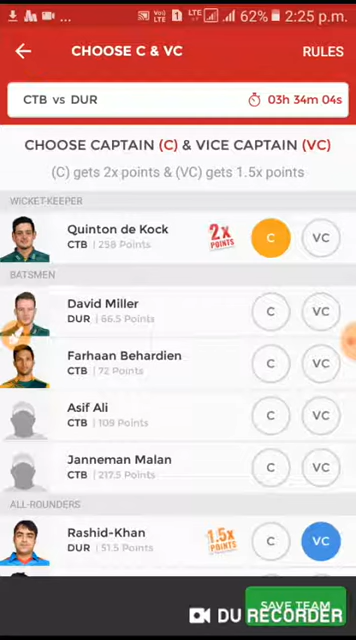 62% 2:25 p.m.
CHOOSE C & VC
RULES
CTB vs DUR
03h 34m 04s
CHOOSE CAPTAIN (C) & VICE CAPTAIN (VC)
(C) gets 2x points & (VC) gets 1.5x points
WICKET-KEEPER
Quinton de Kock
CTB | 258 Points
2x POINTS
C
VC
BATSMEN
David Miller
DUR | 66.5 Points
C
VC
Farhaan Behardien
CTB | 72 Points
C
VC
Asif Ali
CTB | 109 Points
C
VC
Janneman Malan
CTB | 217.5 Points
C
VC
ALL-ROUNDERS
Rashid-Khan
DUR | 51.5 Points
1.5x POINTS
C
VC
SAVE TEAM
DU RECORDER